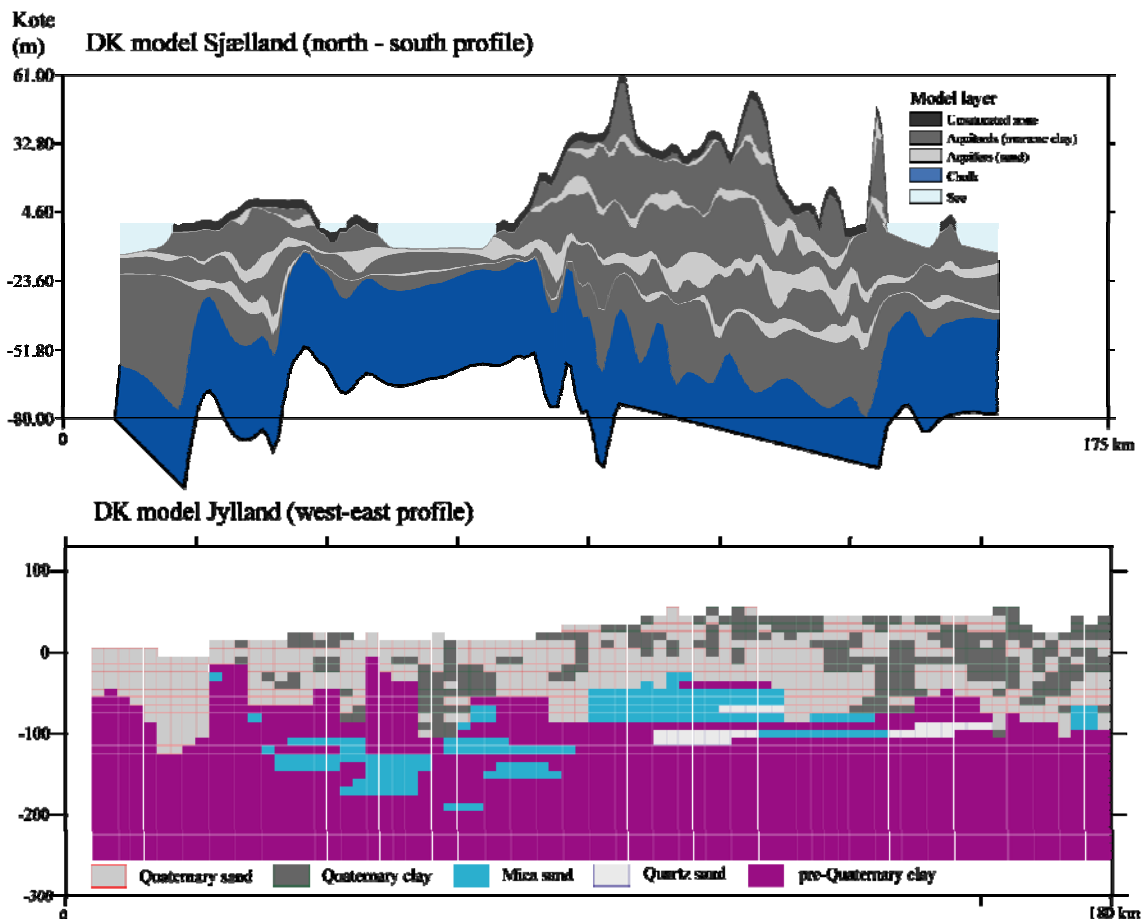 Kote
(m)
DK model Sjælland (north - south profile)
61.00
32.80
4.60
-23.60
-51.80
-80.00
0
175 km
Model layer
Unsaturated zone
Aquitards (moraine clay)
Aquifers (sand)
Chalk
Sea
DK model Jylland (west-east profile)
100
0
-100
-200
-300
Quaternary sand
Quaternary clay
Mica sand
Quartz sand
pre-Quaternary clay
0
180 km